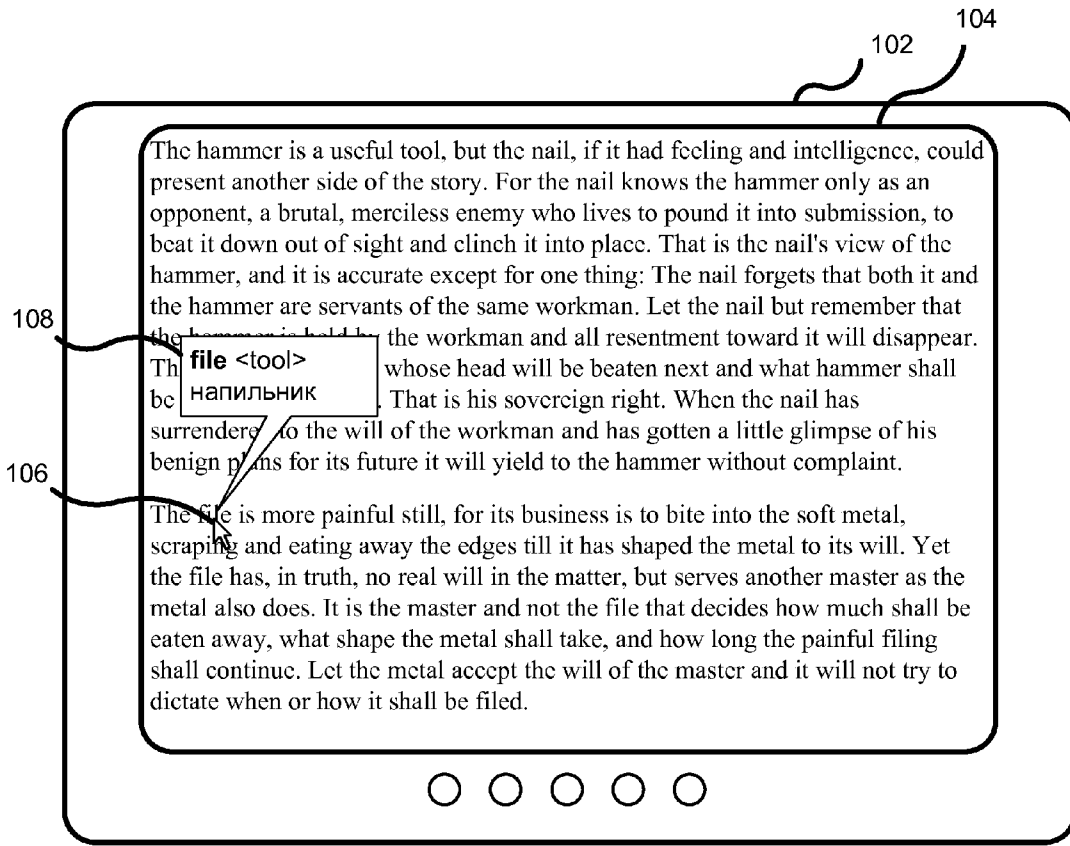 102
104
The hammer is a useful tool, but the nail, if it had feeling and intelligence, could
present another side of the story. For the nail knows the hammer only as an
opponent, a brutal, merciless enemy who lives to pound it into submission, to
beat it down out of sight and clinch it into place. That is the nail's view of the
hammer, and it is accurate except for one thing: The nail forgets that both it and
the hammer are servants of the same workman. Let the nail but remember that
108
the hammer is held by the workman and all resentment toward it will disappear.
file <tool>
напильник
Th whose head will be beaten next and what hammer shall
be . That is his sovereign right. When the nail has
surrendered to the will of the workman and has gotten a little glimpse of his
benign plans for its future it will yield to the hammer without complaint.
106
The file is more painful still, for its business is to bite into the soft metal,
scraping and eating away the edges till it has shaped the metal to its will. Yet
the file has, in truth, no real will in the matter, but serves another master as the
metal also does. It is the master and not the file that decides how much shall be
eaten away, what shape the metal shall take, and how long the painful filing
shall continue. Let the metal accept the will of the master and it will not try to
dictate when or how it shall be filed.